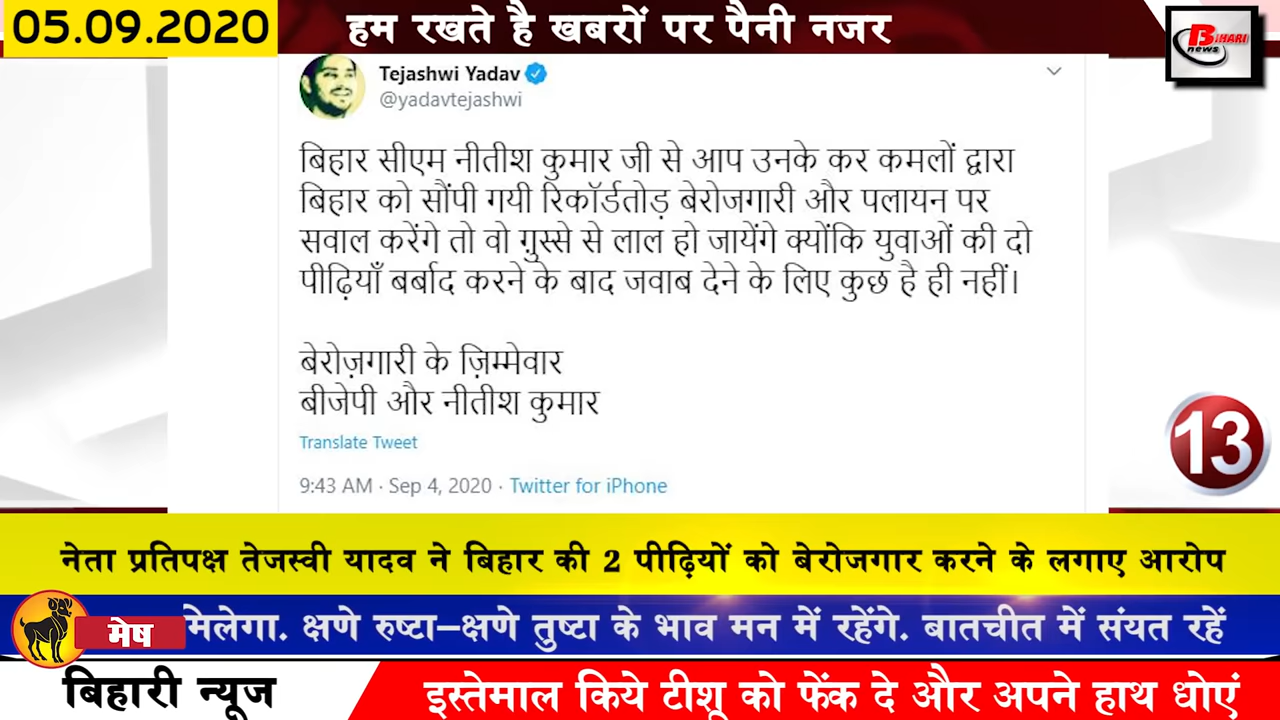 05.09.2020
हम रखते है खबरों पर पैनी नजर
BIHARI
news
Tejashwi Yadav
@yadavtejashwi
बिहार सीएम नीतीश कुमार जी से आप उनके कर कमलों द्वारा
बिहार को सौंपी गयी रिकॉर्डतोड़ बेरोजगारी और पलायन पर
सवाल करेंगे तो वो ग़ुस्से से लाल हो जायेंगे क्योंकि युवाओं की दो
पीढ़ियाँ बर्बाद करने के बाद जवाब देने के लिए कुछ है ही नहीं।
बेरोज़गारी के ज़िम्मेवार
बीजेपी और नीतीश कुमार
Translate Tweet
9:43 AM · Sep 4, 2020 · Twitter for iPhone
13
नेता प्रतिपक्ष तेजस्वी यादव ने बिहार की 2 पीढ़ियों को बेरोजगार करने के लगाए आरोप
मेष
मेलेगा. क्षणे रुष्टा–क्षणे तुष्टा के भाव मन में रहेंगे. बातचीत में संयत रहें
बिहारी न्यूज
इस्तेमाल किये टीशू को फेंक दे और अपने हाथ धोएं